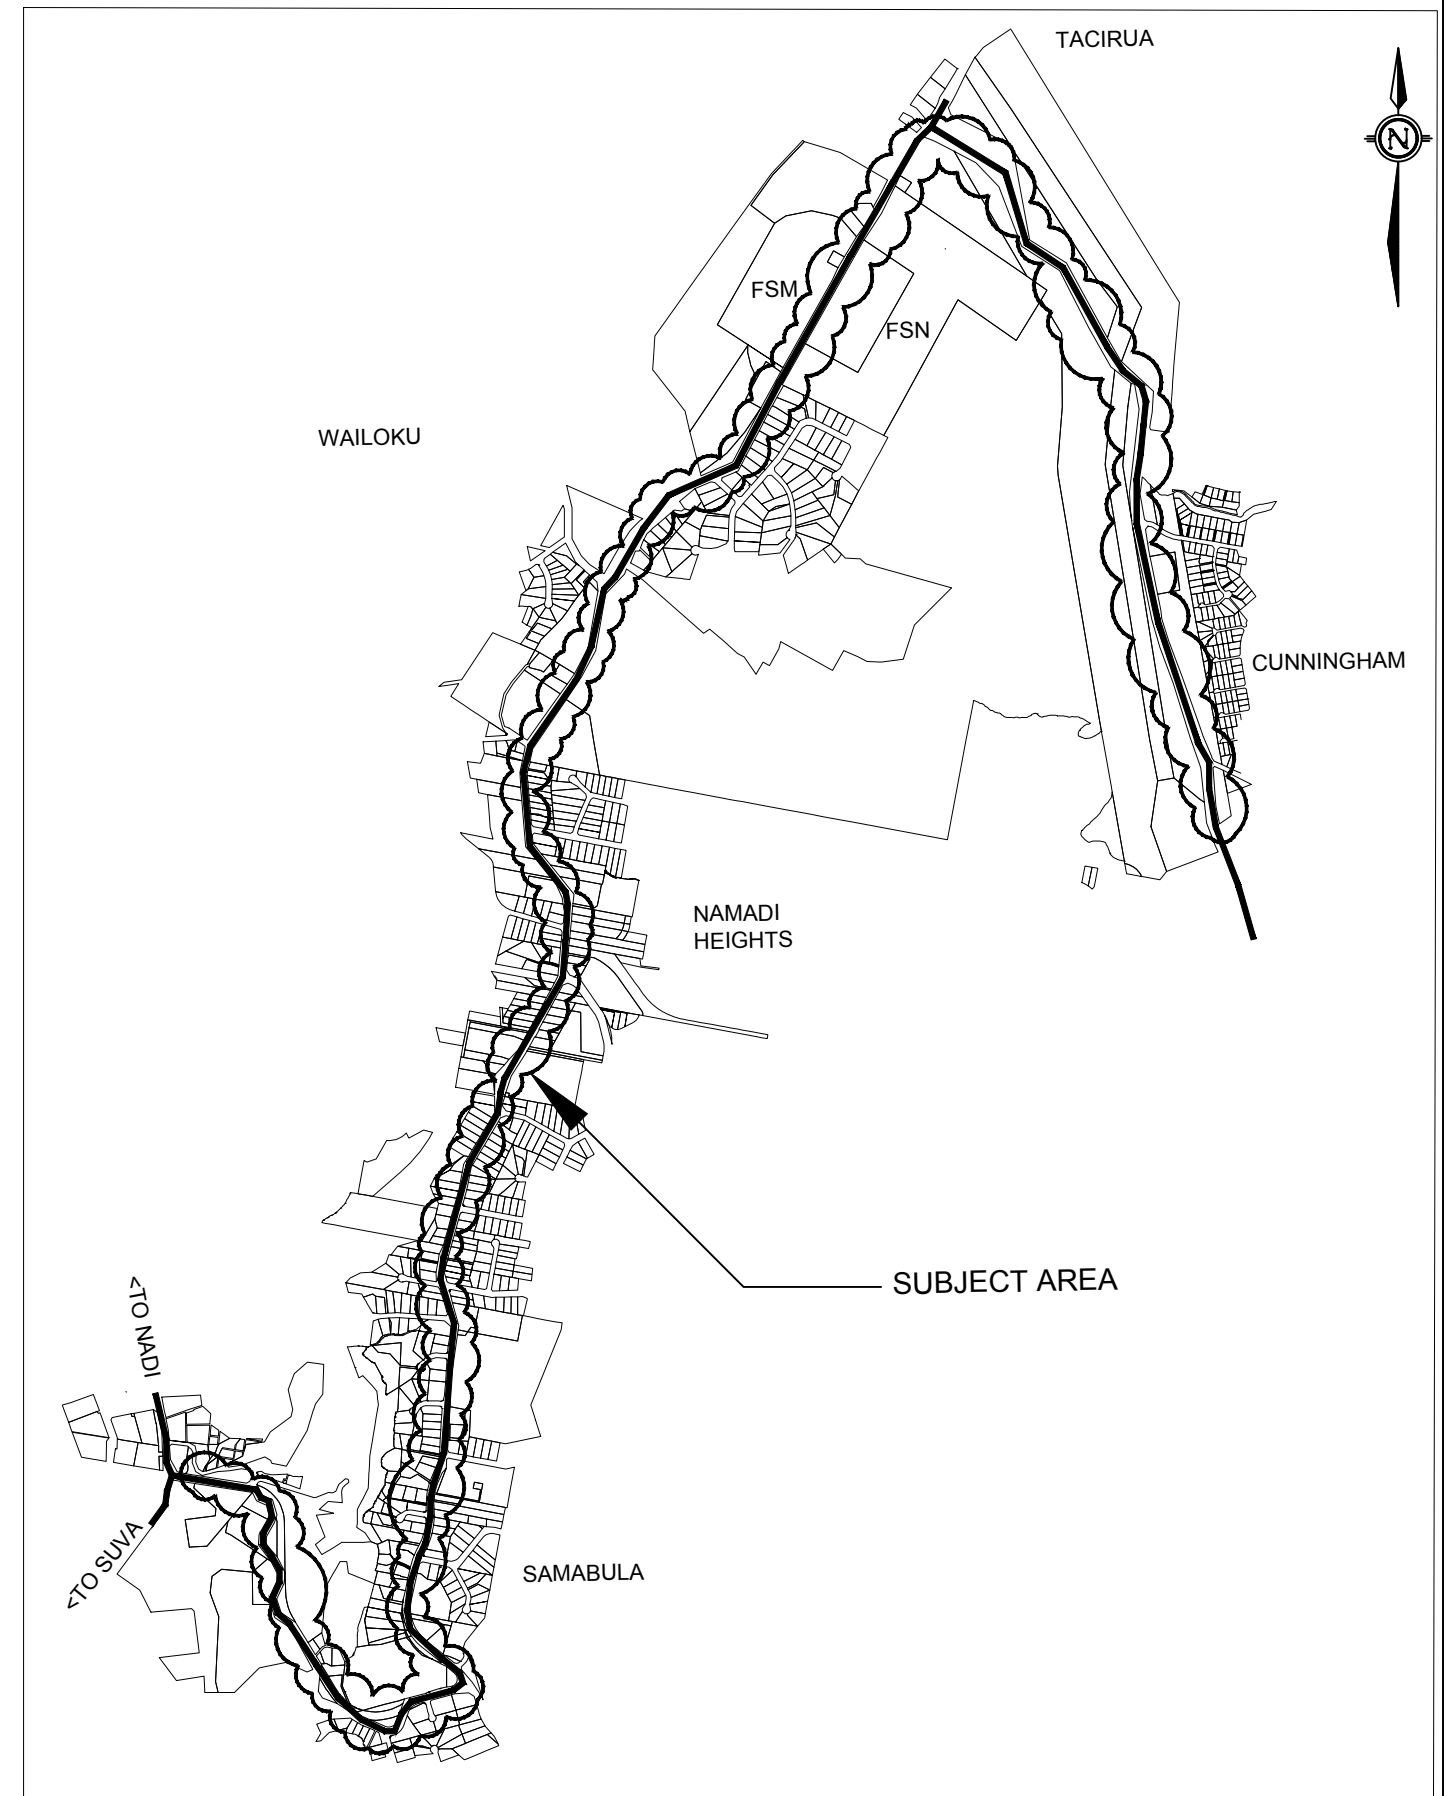 TACIRUA
N
FSM
FSN
WAILOKU
CUNNINGHAM
NAMADI
HEIGHTS
SUBJECT AREA
<TO NADI
<TO SUVA
SAMABULA